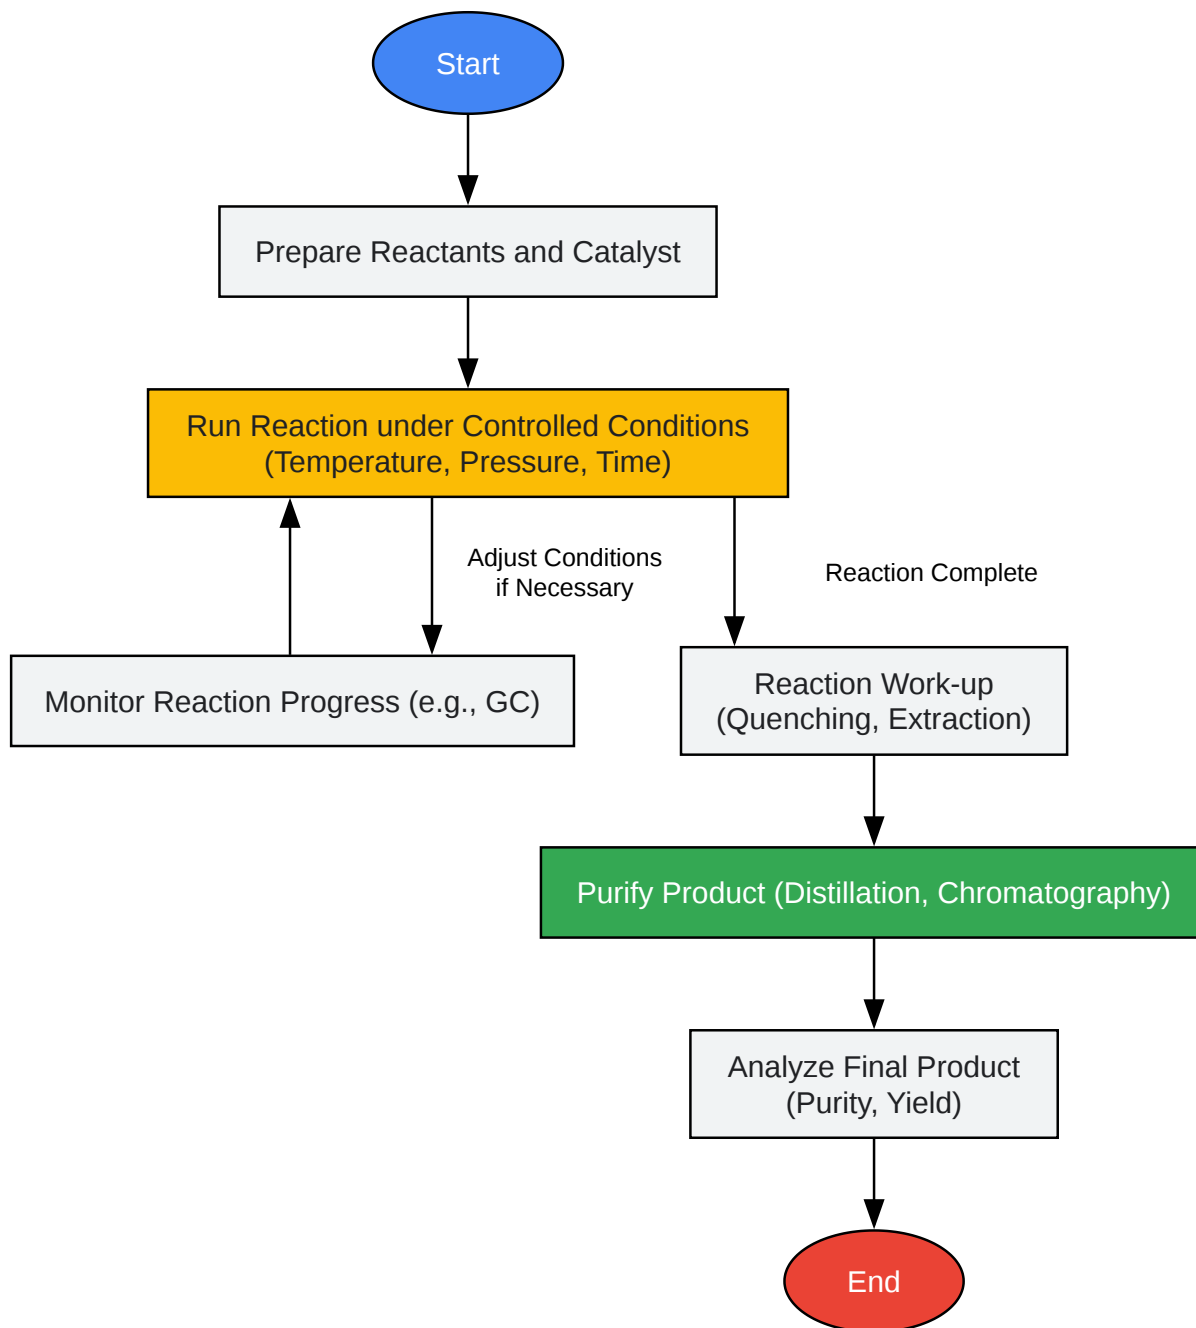 Start
Prepare Reactants and Catalyst
Run Reaction under Controlled Conditions
(Temperature, Pressure, Time)
Adjust Conditions
if Necessary
Reaction Complete
Monitor Reaction Progress (e.g., GC)
Reaction Work-up
(Quenching, Extraction)
Purify Product (Distillation, Chromatography)
Analyze Final Product
(Purity, Yield)
End